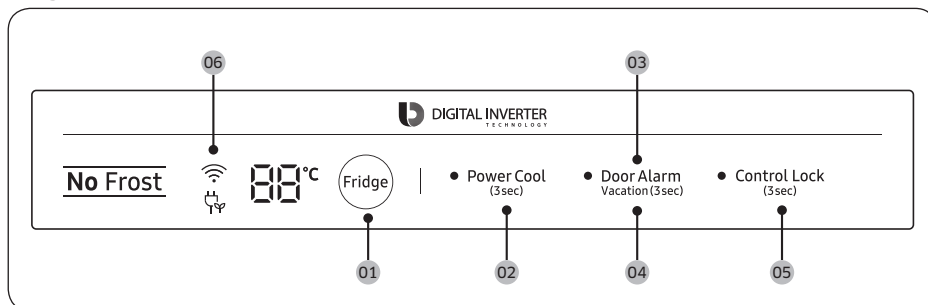 06
03
DIGITAL INVERTER
TECHNOLOGY
No Frost
88°C
Fridge
Power Cool
(3sec)
Door Alarm
Vacation(3sec)
Control Lock
(3sec)
01
02
04
05